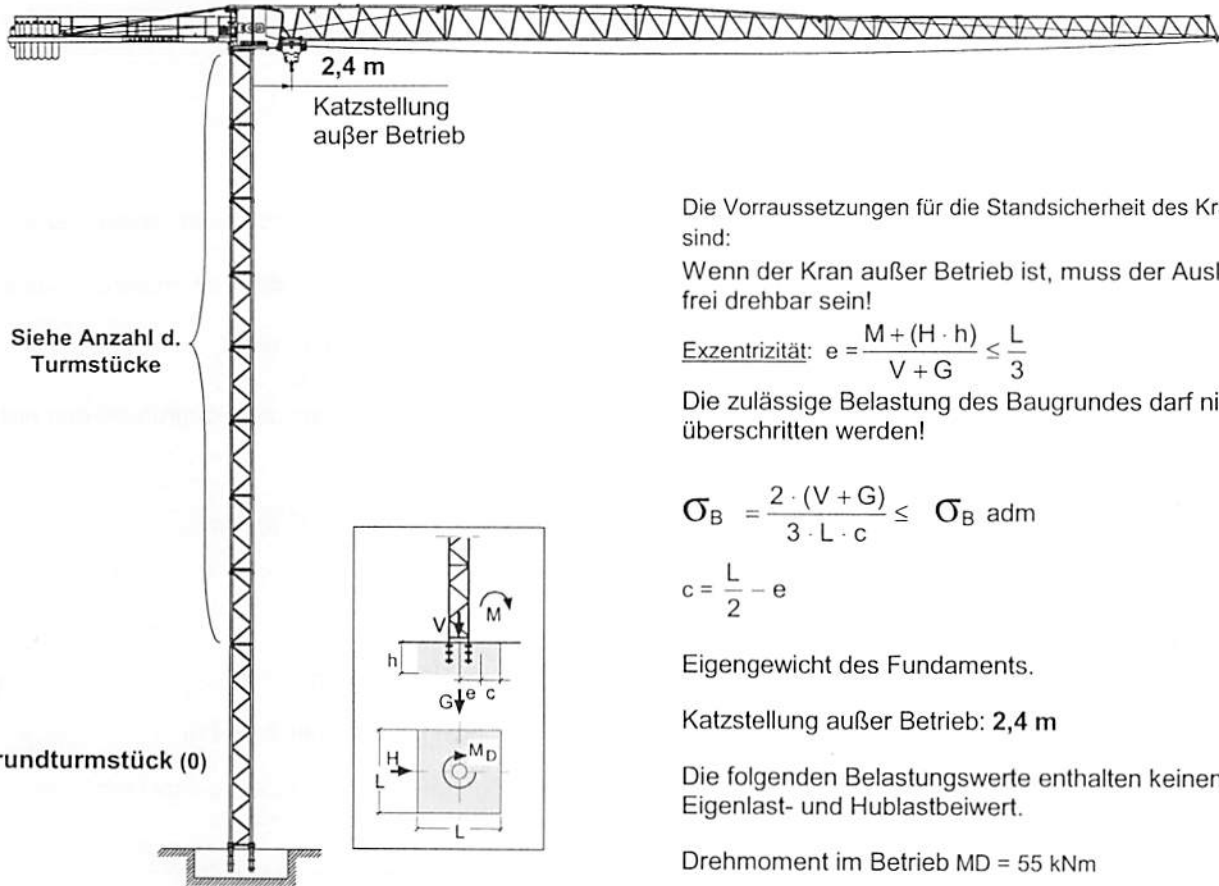 2,4 m
Katzstellung
außer Betrieb
Siehe Anzahl d.
Turmstücke
rundturmstück (0)
V
M
h
e
c
G
H
M_D
L
L
Die Vorraussetzungen für die Standsicherheit des Kr
sind:
Wenn der Kran außer Betrieb ist, muss der Ausl
frei drehbar sein!
Exzentrizität: e = (M + (H · h)) / (V + G) ≤ L / 3
Die zulässige Belastung des Baugrundes darf ni
überschritten werden!
σ_B = (2 · (V + G)) / (3 · L · c) ≤ σ_B adm
c = L / 2 − e
Eigengewicht des Fundaments.
Katzstellung außer Betrieb: 2,4 m
Die folgenden Belastungswerte enthalten keinen
Eigenlast- und Hublastbeiwert.
Drehmoment im Betrieb MD = 55 kNm